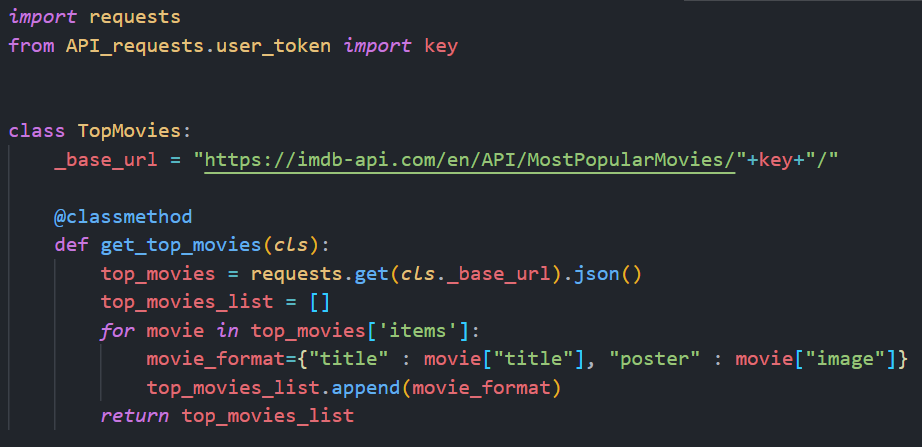 import requests
from API_requests.user_token import key
class TopMovies:
    _base_url = "https://imdb-api.com/en/API/MostPopularMovies/"+key+"/"
    @classmethod
    def get_top_movies(cls):
        top_movies = requests.get(cls._base_url).json()
        top_movies_list = []
        for movie in top_movies['items']:
            movie_format={"title" : movie["title"], "poster" : movie["image"]}
            top_movies_list.append(movie_format)
        return top_movies_list